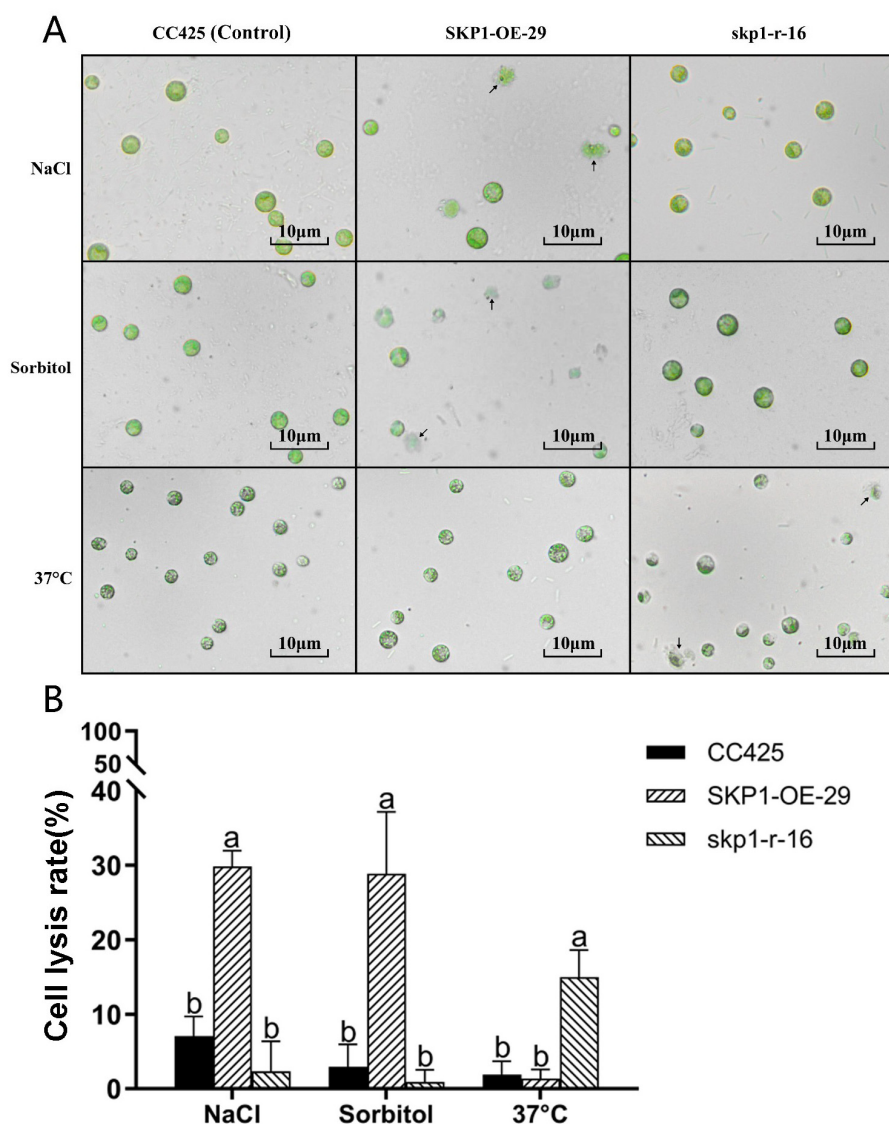 A
CC425 (Control) SKP1-OE-29 skp1-r-16
NaCl
10μm 10μm 10μm
Sorbitol
10μm 10μm 10μm
37°C
10μm 10μm 10μm
B
Cell lysis rate(%)
100
50
40
30
20
10
0
a
b
b
a
b
b
a
b
b
NaCl Sorbitol 37°C
CC425
SKP1-OE-29
skp1-r-16